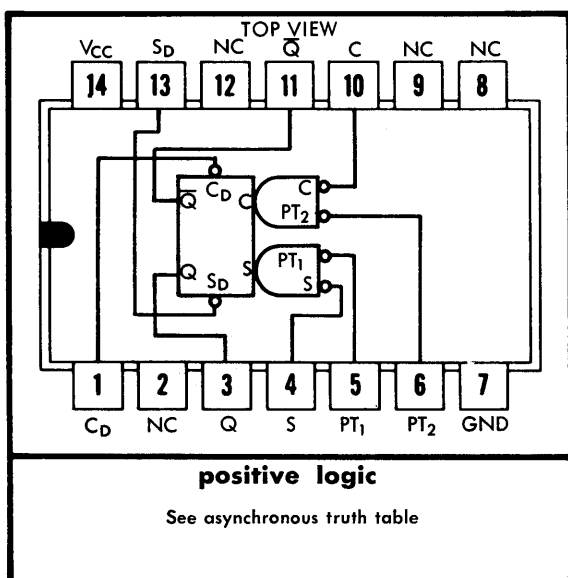 TOP VIEW
VCC SD NC Q̅ C NC NC
14 13 12 11 10 9 8
CD C
Q̅ C PT2
Q S PT1
SD S
1 2 3 4 5 6 7
CD NC Q S PT1 PT2 GND
positive logic
See asynchronous truth table